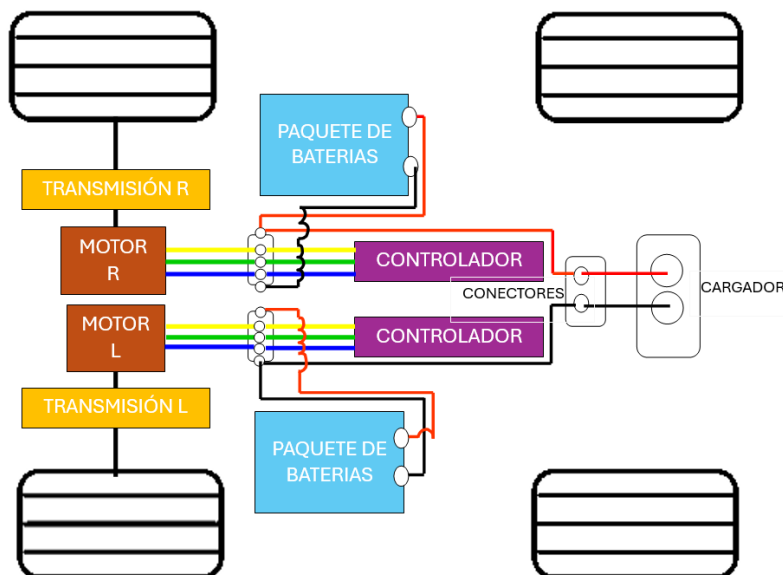 PAQUETE DE
BATERIAS
TRANSMISIÓN R
MOTOR
R
CONTROLADOR
CONECTORES
CARGADOR
MOTOR
L
CONTROLADOR
TRANSMISIÓN L
PAQUETE DE
BATERIAS